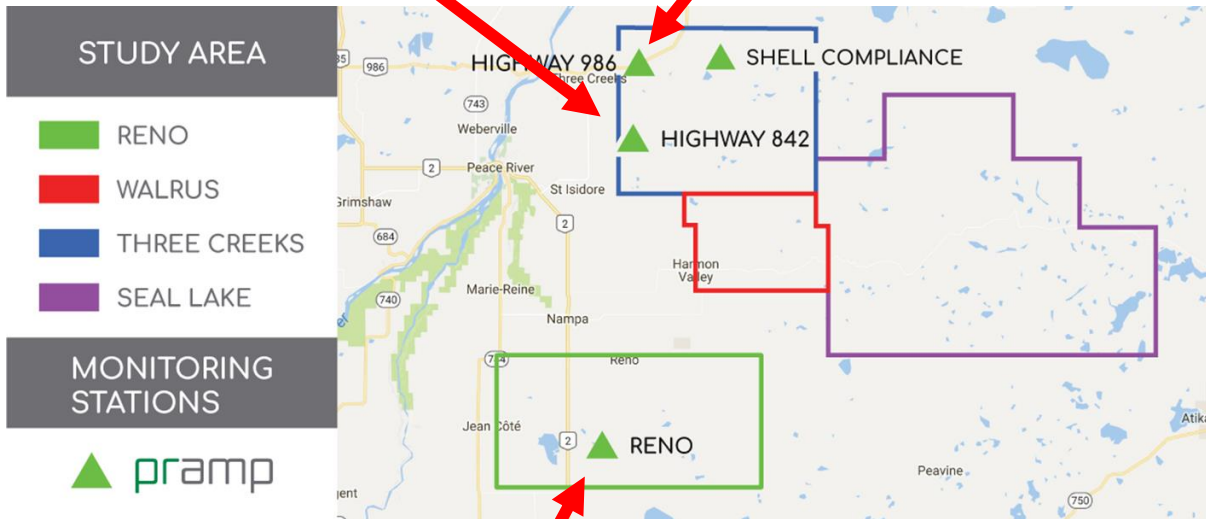 STUDY AREA
RENO
WALRUS
THREE CREEKS
SEAL LAKE
MONITORING
STATIONS
pramp
986
HIGHWAY 986
Three Creeks
SHELL COMPLIANCE
743
Weberville
HIGHWAY 842
2
Peace River
St Isidore
Grimshaw
2
684
Harmon
Valley
740
Marie-Reine
Nampa
Reno
Jean Côté
2
RENO
Peavine
Atika
750